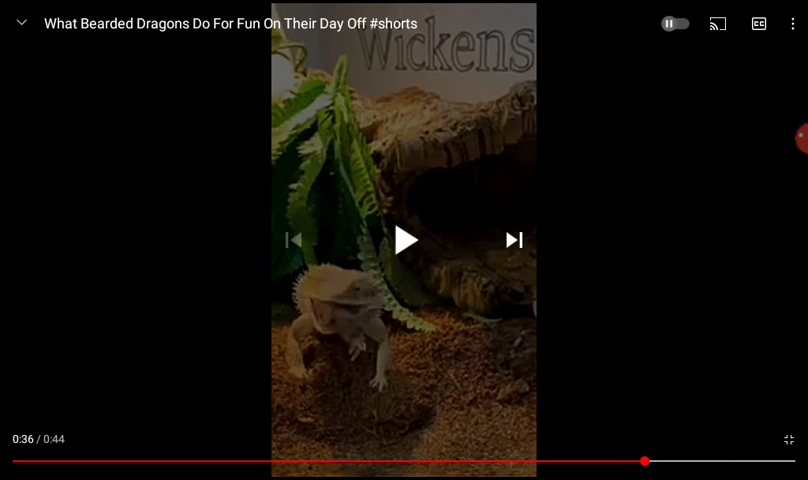 What Bearded Dragons Do For Fun On Their Day Off #shorts
CC
Wickens
0:36 / 0:44